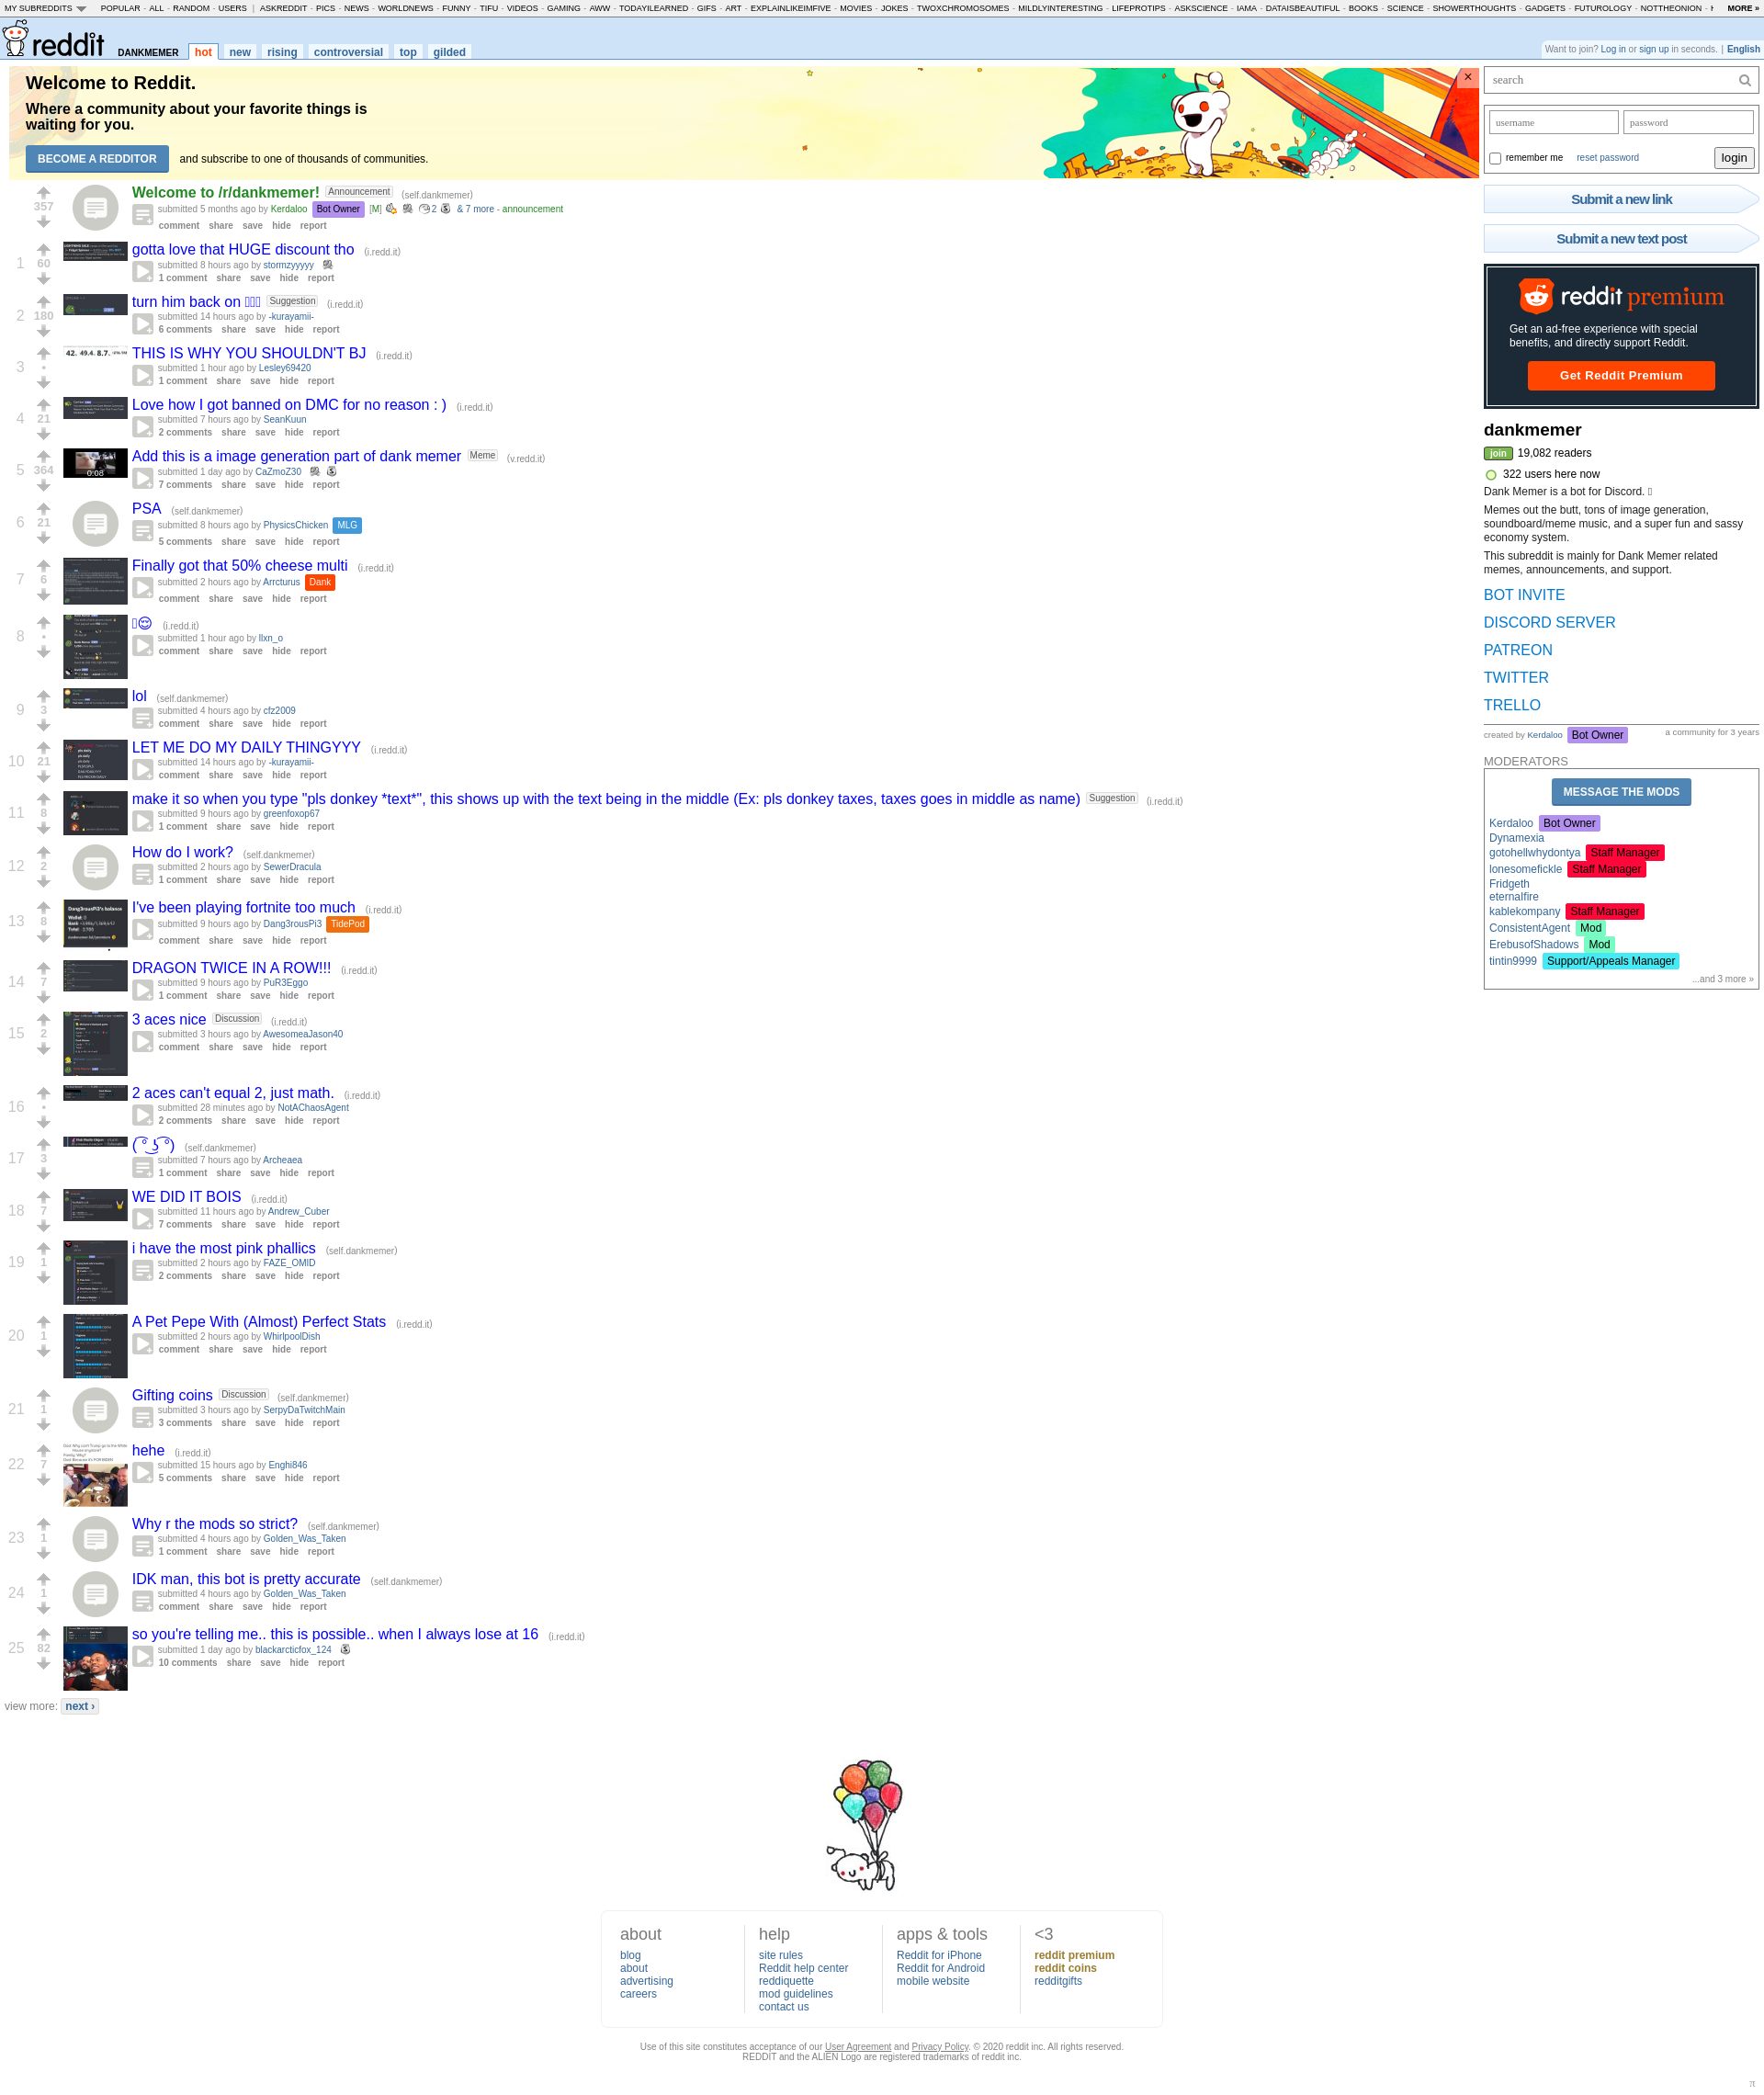 MY SUBREDDITS POPULAR - ALL - RANDOM - USERS | ASKREDDIT - PICS - NEWS - WORLDNEWS - FUNNY - TIFU - VIDEOS - GAMING - AWW - TODAYILEARNED - GIFS - ART - EXPLAINLIKEIMFIVE - MOVIES - JOKES - TWOXCHROMOSOMES - MILDLYINTERESTING - LIFEPROTIPS - ASKSCIENCE - IAMA - DATAISBEAUTIFUL - BOOKS - SCIENCE - SHOWERTHOUGHTS - GADGETS - FUTUROLOGY - NOTTHEONION - MORE »
reddit DANKMEMER hot new rising controversial top gilded
Want to join? Log in or sign up in seconds. | English
Welcome to Reddit.
Where a community about your favorite things is
waiting for you.
BECOME A REDDITOR and subscribe to one of thousands of communities.
×
357
Welcome to /r/dankmemer! Announcement (self.dankmemer)
submitted 5 months ago by Kerdaloo Bot Owner [M] 2 & 7 more - announcement
comment share save hide report
1 60
gotta love that HUGE discount tho (i.redd.it)
submitted 8 hours ago by stormzyyyyy
1 comment share save hide report
2 180
turn him back on Suggestion (i.redd.it)
submitted 14 hours ago by -kurayamii-
6 comments share save hide report
3 •
42. 49.4. 8.7.
THIS IS WHY YOU SHOULDN'T BJ (i.redd.it)
submitted 1 hour ago by Lesley69420
1 comment share save hide report
4 21
Love how I got banned on DMC for no reason : ) (i.redd.it)
submitted 7 hours ago by SeanKuun
2 comments share save hide report
5 364
0:08
Add this is a image generation part of dank memer Meme (v.redd.it)
submitted 1 day ago by CaZmoZ30
7 comments share save hide report
6 21
PSA (self.dankmemer)
submitted 8 hours ago by PhysicsChicken MLG
5 comments share save hide report
7 6
Finally got that 50% cheese multi (i.redd.it)
submitted 2 hours ago by Arrcturus Dank
comment share save hide report
8 •
😌 (i.redd.it)
submitted 1 hour ago by llxn_o
comment share save hide report
9 3
lol (self.dankmemer)
submitted 4 hours ago by cfz2009
comment share save hide report
10 21
LET ME DO MY DAILY THINGYYY (i.redd.it)
submitted 14 hours ago by -kurayamii-
comment share save hide report
11 8
make it so when you type "pls donkey *text*", this shows up with the text being in the middle (Ex: pls donkey taxes, taxes goes in middle as name) Suggestion (i.redd.it)
submitted 9 hours ago by greenfoxop67
1 comment share save hide report
12 2
How do I work? (self.dankmemer)
submitted 2 hours ago by SewerDracula
1 comment share save hide report
13 8
Dang3rousPi3's balance
I've been playing fortnite too much (i.redd.it)
submitted 9 hours ago by Dang3rousPi3 TidePod
comment share save hide report
14 7
DRAGON TWICE IN A ROW!!! (i.redd.it)
submitted 9 hours ago by PuR3Eggo
1 comment share save hide report
15 2
3 aces nice Discussion (i.redd.it)
submitted 3 hours ago by AwesomeaJason40
comment share save hide report
16 •
2 aces can't equal 2, just math. (i.redd.it)
submitted 28 minutes ago by NotAChaosAgent
2 comments share save hide report
17 3
( ͡° ͜ʖ ͡°) (self.dankmemer)
submitted 7 hours ago by Archeaea
1 comment share save hide report
18 7
WE DID IT BOIS (i.redd.it)
submitted 11 hours ago by Andrew_Cuber
7 comments share save hide report
19 1
i have the most pink phallics (self.dankmemer)
submitted 2 hours ago by FAZE_OMID
2 comments share save hide report
20 1
A Pet Pepe With (Almost) Perfect Stats (i.redd.it)
submitted 2 hours ago by WhirlpoolDish
comment share save hide report
21 1
Gifting coins Discussion (self.dankmemer)
submitted 3 hours ago by SerpyDaTwitchMain
3 comments share save hide report
22 7
hehe (i.redd.it)
submitted 15 hours ago by Enghi846
5 comments share save hide report
23 1
Why r the mods so strict? (self.dankmemer)
submitted 4 hours ago by Golden_Was_Taken
1 comment share save hide report
24 1
IDK man, this bot is pretty accurate (self.dankmemer)
submitted 4 hours ago by Golden_Was_Taken
comment share save hide report
25 82
so you're telling me.. this is possible.. when I always lose at 16 (i.redd.it)
submitted 1 day ago by blackarcticfox_124
10 comments share save hide report
view more: next ›
search
username password
remember me reset password login
Submit a new link
Submit a new text post
reddit premium
Get an ad-free experience with special
benefits, and directly support Reddit.
Get Reddit Premium
dankmemer
join 19,082 readers
322 users here now
Dank Memer is a bot for Discord.
Memes out the butt, tons of image generation,
soundboard/meme music, and a super fun and sassy
economy system.
This subreddit is mainly for Dank Memer related
memes, announcements, and support.
BOT INVITE
DISCORD SERVER
PATREON
TWITTER
TRELLO
created by Kerdaloo Bot Owner a community for 3 years
MODERATORS
MESSAGE THE MODS
Kerdaloo Bot Owner
Dynamexia
gotohellwhydontya Staff Manager
lonesomefickle Staff Manager
Fridgeth
eternalfire
kablekompany Staff Manager
ConsistentAgent Mod
ErebusofShadows Mod
tintin9999 Support/Appeals Manager
...and 3 more »
about
blog
about
advertising
careers
help
site rules
Reddit help center
reddiquette
mod guidelines
contact us
apps & tools
Reddit for iPhone
Reddit for Android
mobile website
<3
reddit premium
reddit coins
redditgifts
Use of this site constitutes acceptance of our User Agreement and Privacy Policy. © 2020 reddit inc. All rights reserved.
REDDIT and the ALIEN Logo are registered trademarks of reddit inc.
π